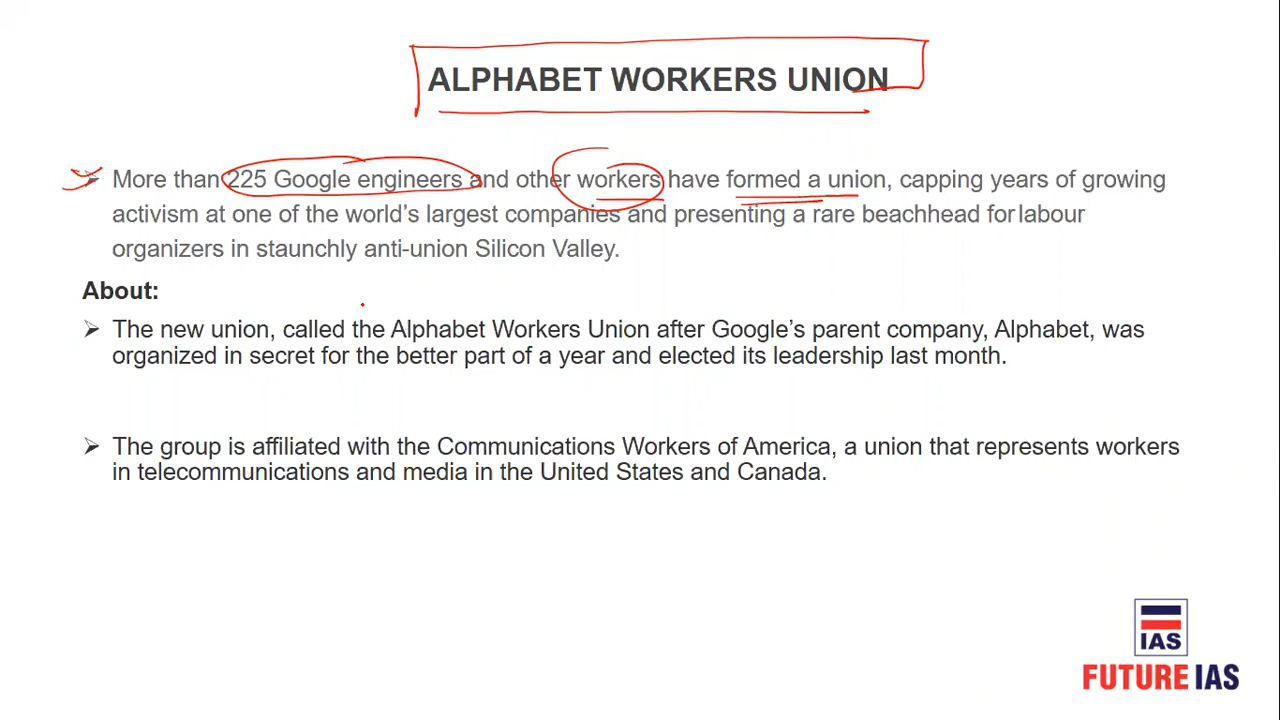 ALPHABET WORKERS UNION
More than 225 Google engineers and other workers have formed a union, capping years of growing
activism at one of the world’s largest companies and presenting a rare beachhead for labour
organizers in staunchly anti-union Silicon Valley.
About:
The new union, called the Alphabet Workers Union after Google’s parent company, Alphabet, was
organized in secret for the better part of a year and elected its leadership last month.
The group is affiliated with the Communications Workers of America, a union that represents workers
in telecommunications and media in the United States and Canada.
IAS
FUTURE IAS